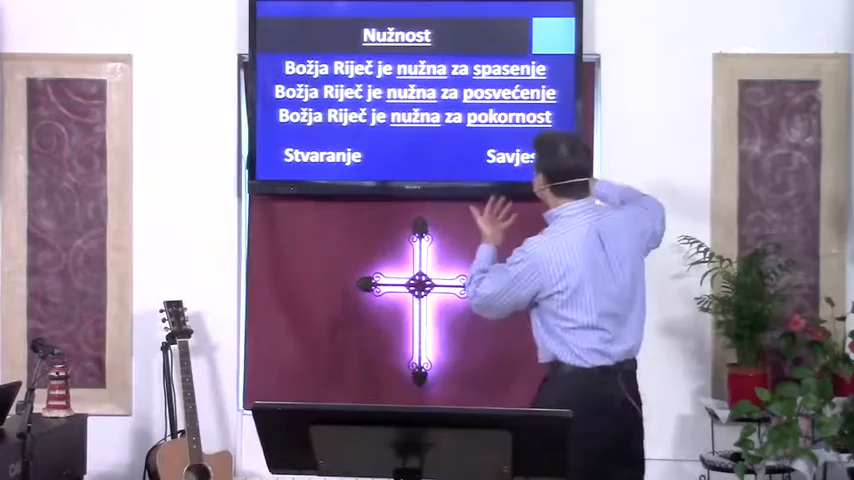 Nužnost
Božja Riječ je nužna za spasenje
Božja Riječ je nužna za posvećenje
Božja Riječ je nužna za pokornost
Stvaranje
SONY